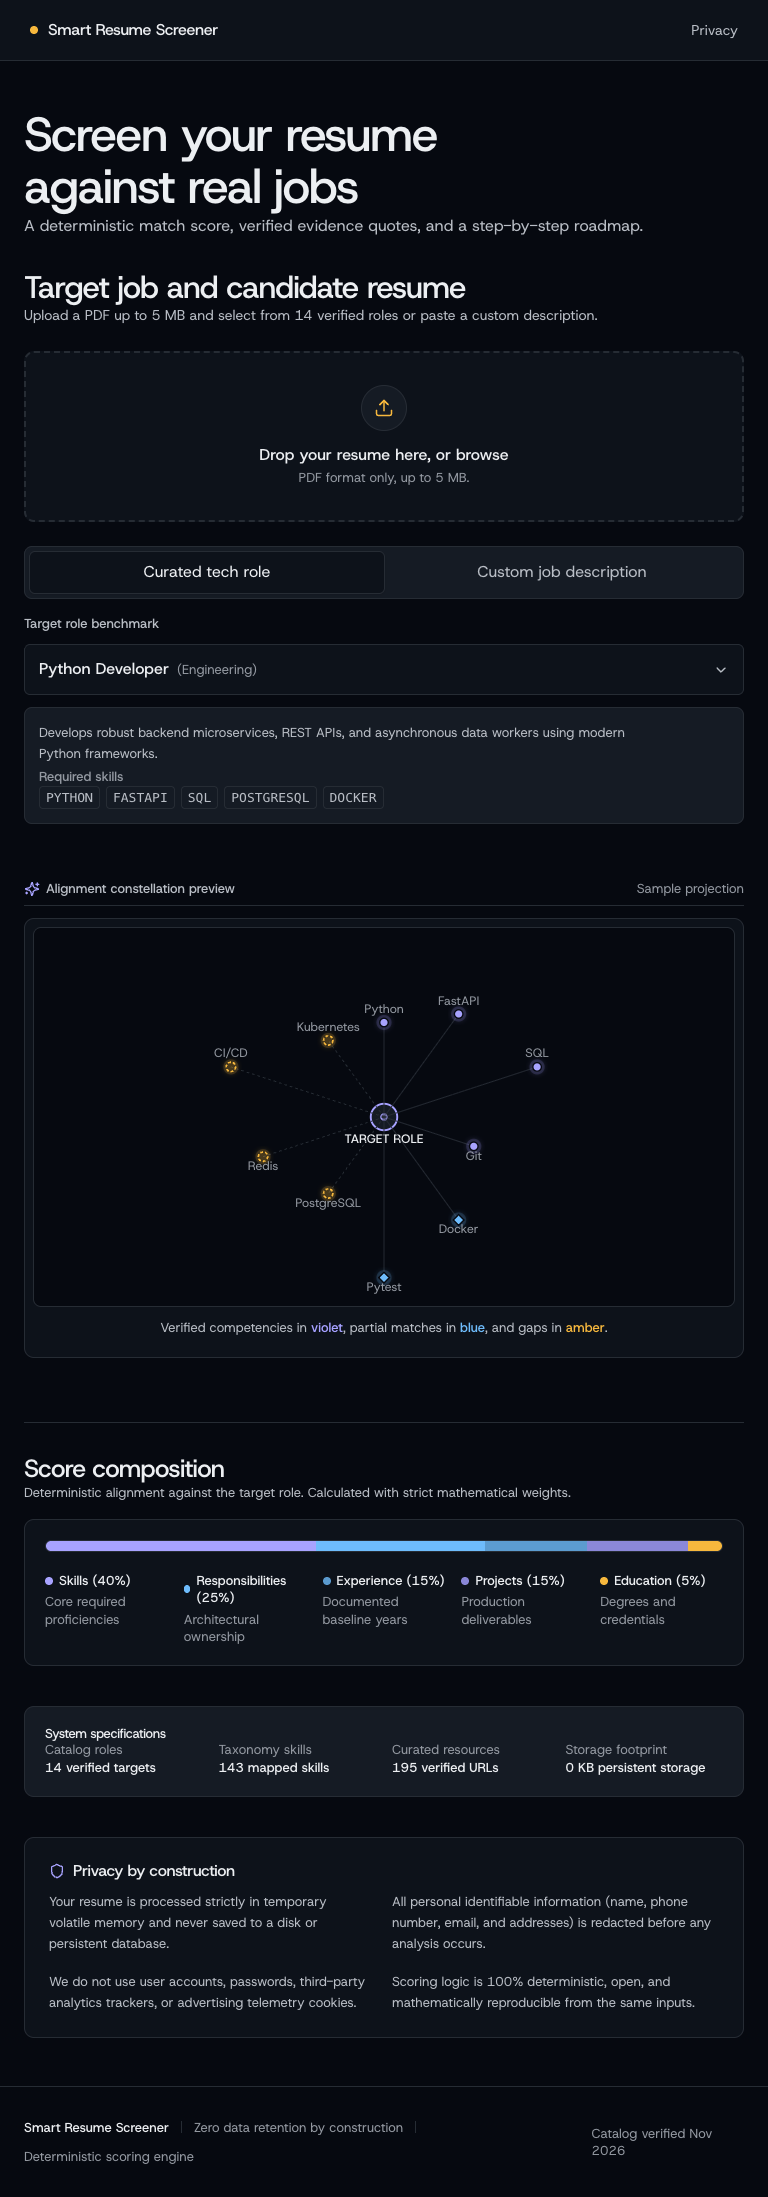 Smart Resume Screener
Privacy
Screen your resume
against real jobs
A deterministic match score, verified evidence quotes, and a step-by-step roadmap.
Target job and candidate resume
Upload a PDF up to 5 MB and select from 14 verified roles or paste a custom description.
Drop your resume here, or browse
PDF format only, up to 5 MB.
Curated tech role
Custom job description
Target role benchmark
Python Developer (Engineering)
Develops robust backend microservices, REST APIs, and asynchronous data workers using modern
Python frameworks.
Required skills
PYTHON FASTAPI SQL POSTGRESQL DOCKER
Alignment constellation preview
Sample projection
FastAPI
Python
Kubernetes
CI/CD
SQL
TARGET ROLE
Git
Redis
PostgreSQL
Docker
Pytest
Verified competencies in violet, partial matches in blue, and gaps in amber.
Score composition
Deterministic alignment against the target role. Calculated with strict mathematical weights.
Skills (40%)
Core required
proficiencies
Responsibilities
(25%)
Architectural
ownership
Experience (15%)
Documented
baseline years
Projects (15%)
Production
deliverables
Education (5%)
Degrees and
credentials
System specifications
Catalog roles
14 verified targets
Taxonomy skills
143 mapped skills
Curated resources
195 verified URLs
Storage footprint
0 KB persistent storage
Privacy by construction
Your resume is processed strictly in temporary
volatile memory and never saved to a disk or
persistent database.
All personal identifiable information (name, phone
number, email, and addresses) is redacted before any
analysis occurs.
We do not use user accounts, passwords, third-party
analytics trackers, or advertising telemetry cookies.
Scoring logic is 100% deterministic, open, and
mathematically reproducible from the same inputs.
Smart Resume Screener
Zero data retention by construction
Deterministic scoring engine
Catalog verified Nov
2026